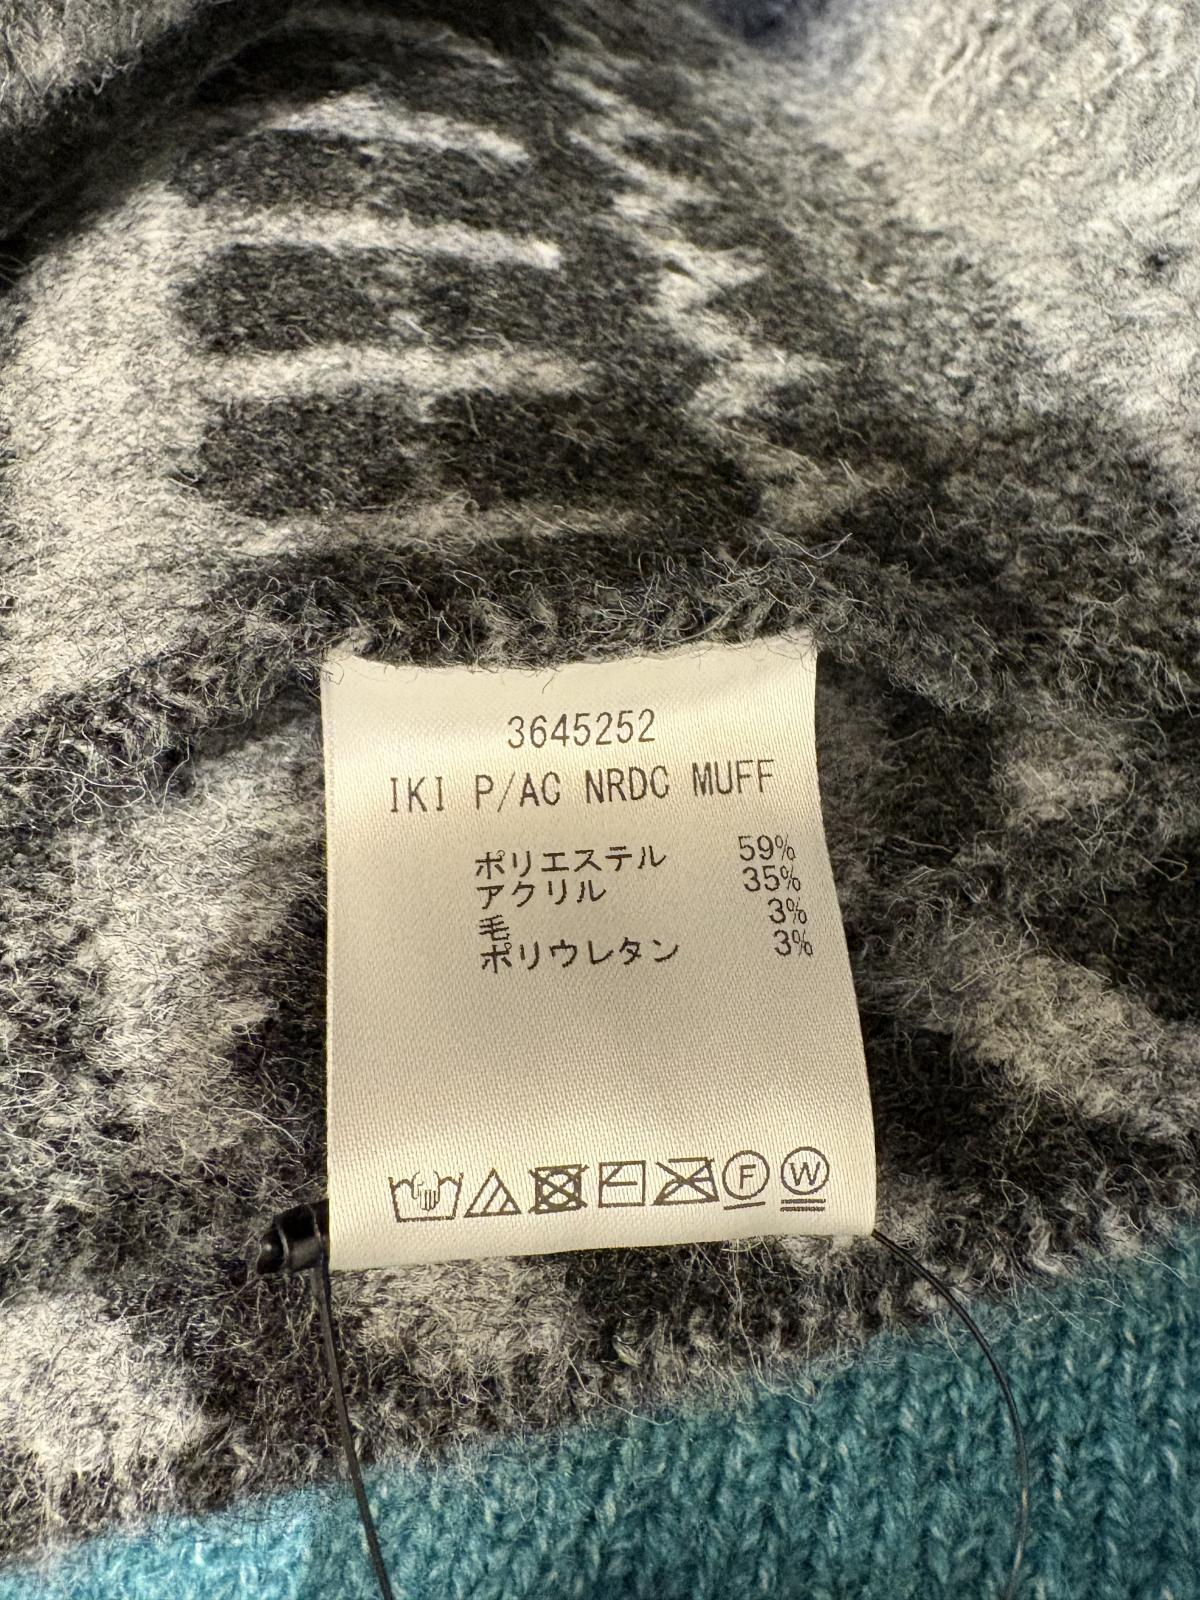 3645252
IKI P/AC NRDC MUFF
ポリエステル 59%
アクリル 35%
毛 3%
ポリウレタン 3%
F W